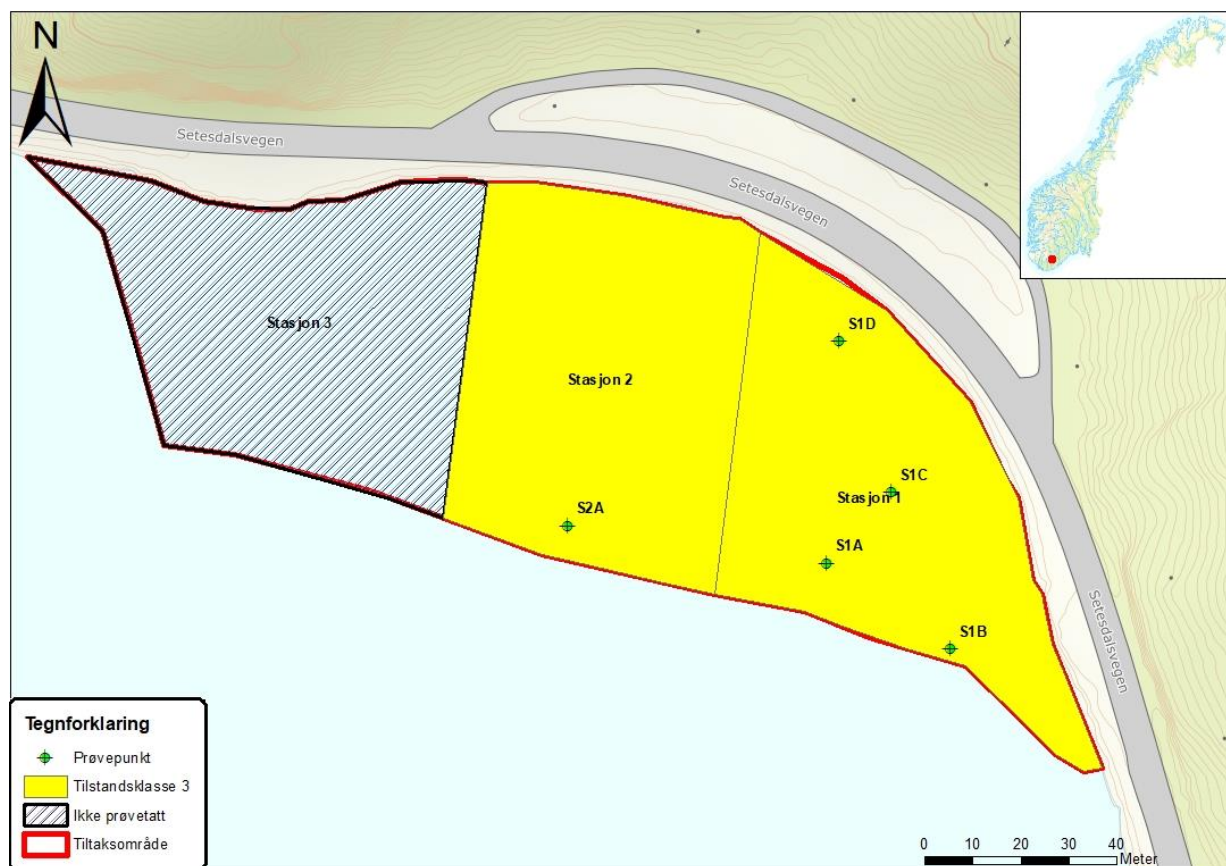 N
Setesdalsvegen
Setesdalsvegen
Stasjon 3
S1D
Stasjon 2
S1C
Stasjon 1
S2A
S1A
S1B
Setesdalsvegen
Tegnforklaring
Prøvepunkt
Tilstandsklasse 3
Ikke prøvetatt
Tiltaksområde
0 10 20 30 40
Meter